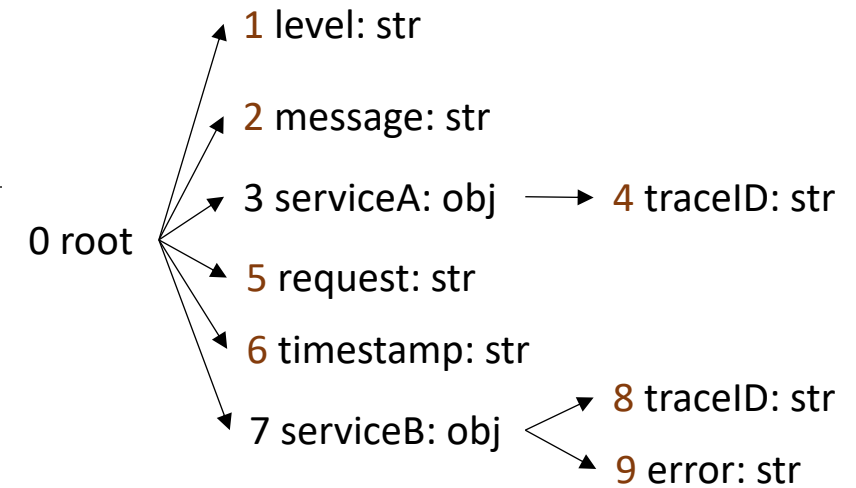 1 level: str
2 message: str
3 serviceA: obj
4 traceID: str
0 root
5 request: str
6 timestamp: str
7 serviceB: obj
8 traceID: str
9 error: str